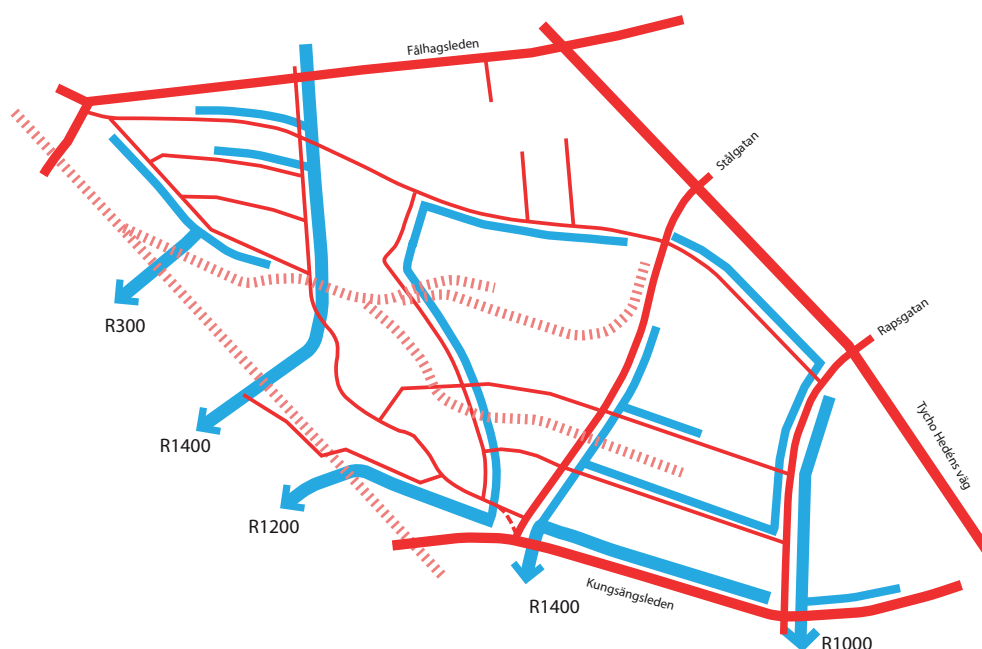 Fålhagsleden
Stålgatan
Rapsgatan
R300
Tycho Hedéns väg
R1400
R1200
Kungsängsleden
R1400
R1000